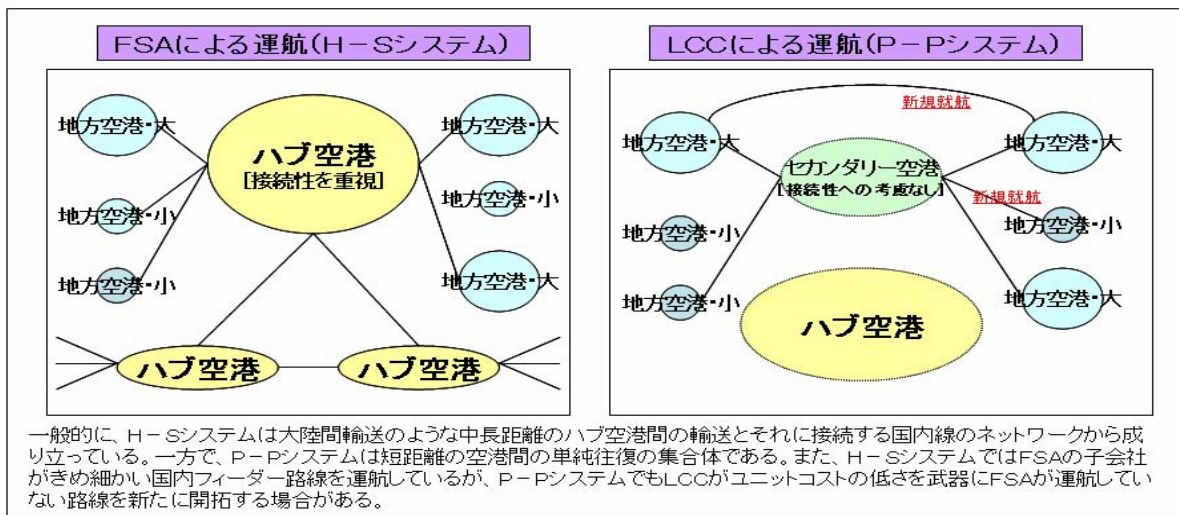 FSAによる運航（H－Sシステム）
地方空港・大
地方空港・小
地方空港・小
ハブ空港
[接続性を重視]
地方空港・大
地方空港・小
地方空港・大
ハブ空港
ハブ空港
LCCによる運航（P－Pシステム）
新規就航
地方空港・大
地方空港・小
地方空港・小
セカンダリー空港
[接続性への考慮なし]
地方空港・大
新規就航
地方空港・小
地方空港・大
ハブ空港
一般的に、H－Sシステムは大陸間輸送のような中長距離のハブ空港間の輸送とそれに接続する国内線のネットワークから成
り立っている。一方で、P－Pシステムは短距離の空港間の単純往復の集合体である。また、H－SシステムではFSAの子会社
がきめ細かい国内フィーダー路線を運航しているが、P－PシステムでもLCCがユニットコストの低さを武器にFSAが運航してい
ない路線を新たに開拓する場合がある。